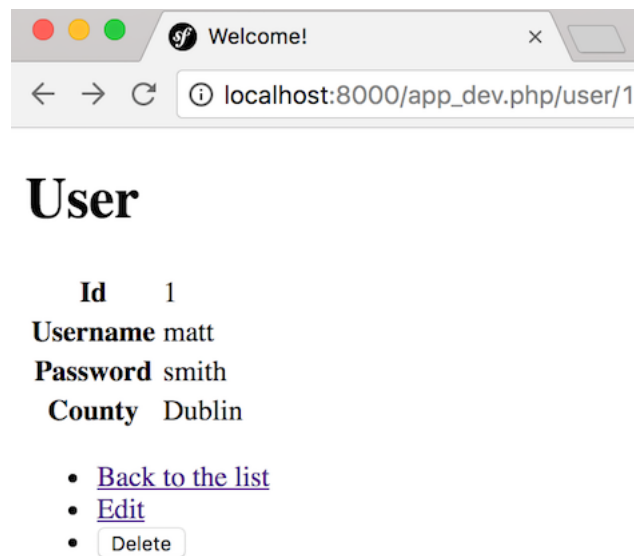 sf Welcome! ×
localhost:8000/app_dev.php/user/1
User
Id 1
Username matt
Password smith
County Dublin
• Back to the list
• Edit
• Delete